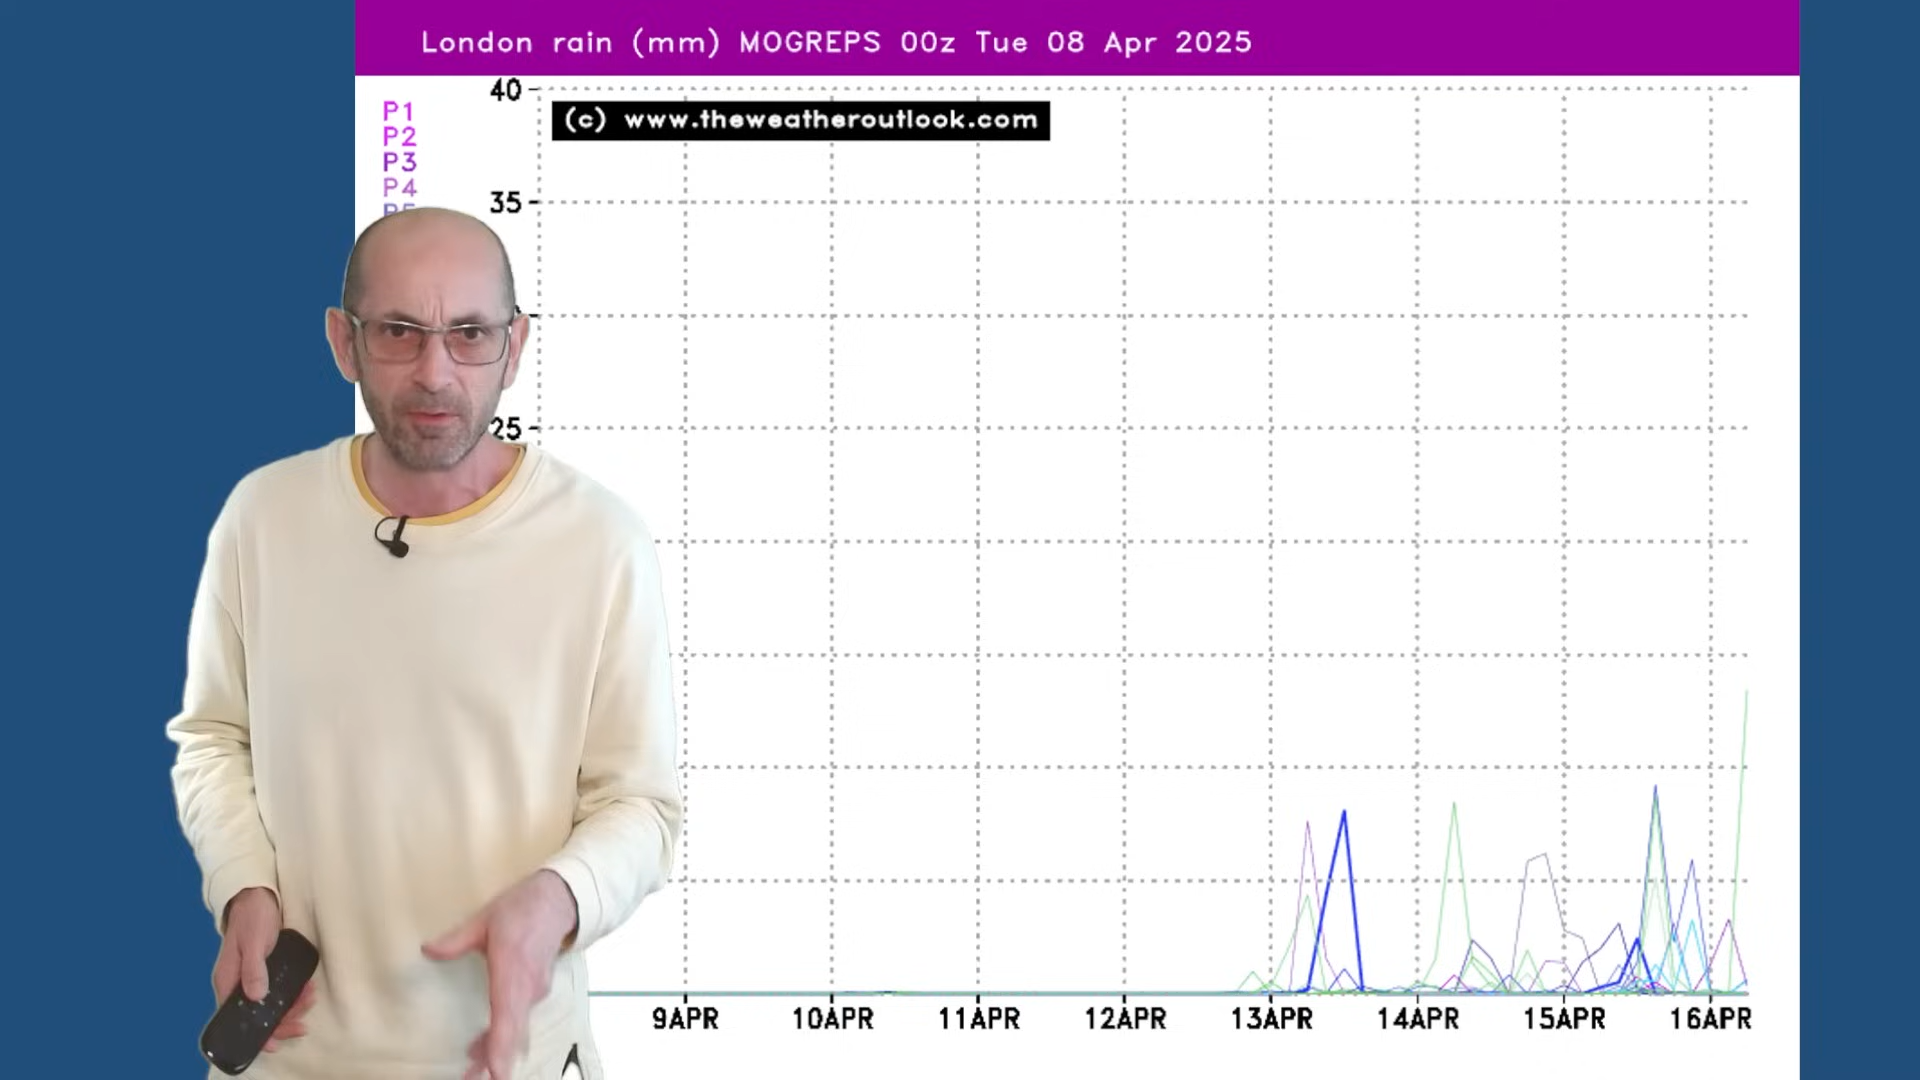 London rain (mm) MOGREPS 00z Tue 08 Apr 2025
40
(c) www.theweatheroutlook.com
P1
P2
P3
P4
35
25
9APR 10APR 11APR 12APR 13APR 14APR 15APR 16APR